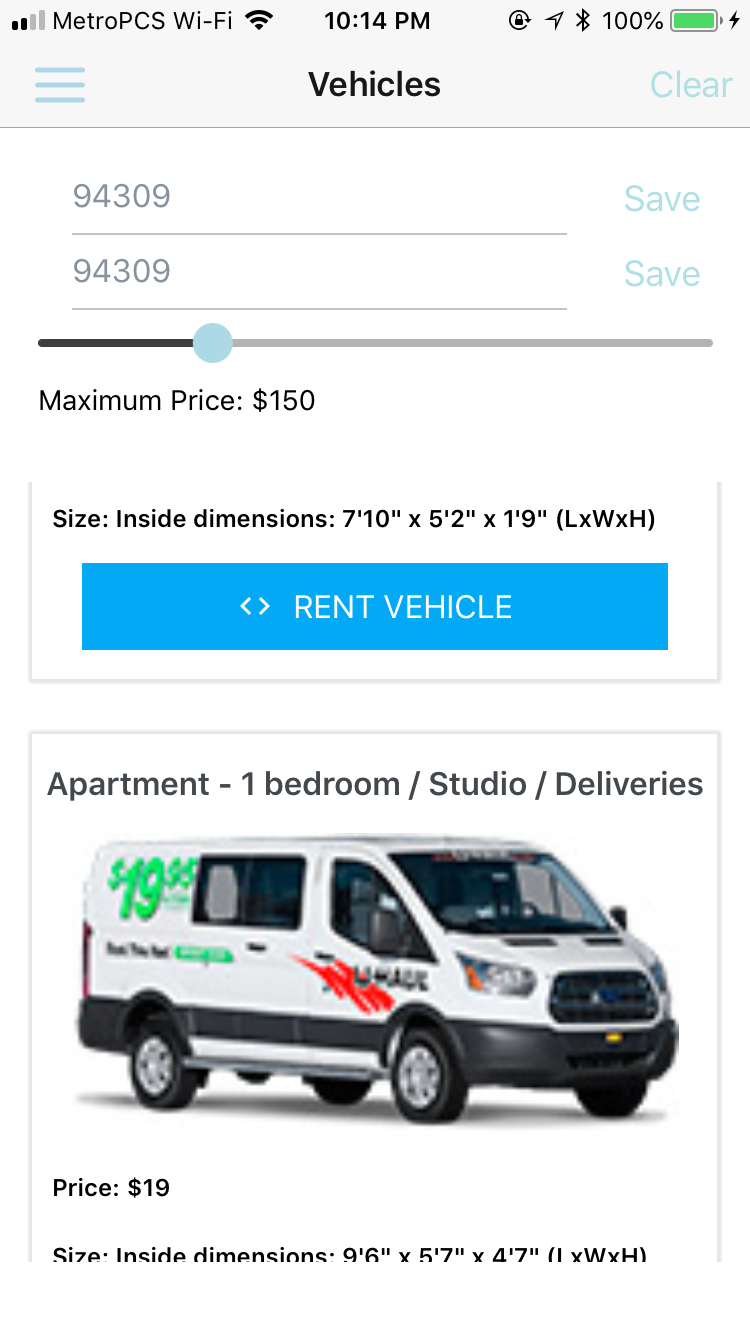 MetroPCS Wi-Fi 10:14 PM 100%
Vehicles Clear
94309 Save
94309 Save
Maximum Price: $150
Size: Inside dimensions: 7'10" x 5'2" x 1'9" (LxWxH)
<> RENT VEHICLE
Apartment - 1 bedroom / Studio / Deliveries
$19.95
U-HAUL
Price: $19
Size: Inside dimensions: 9'6" x 5'7" x 4'7" (LxWxH)